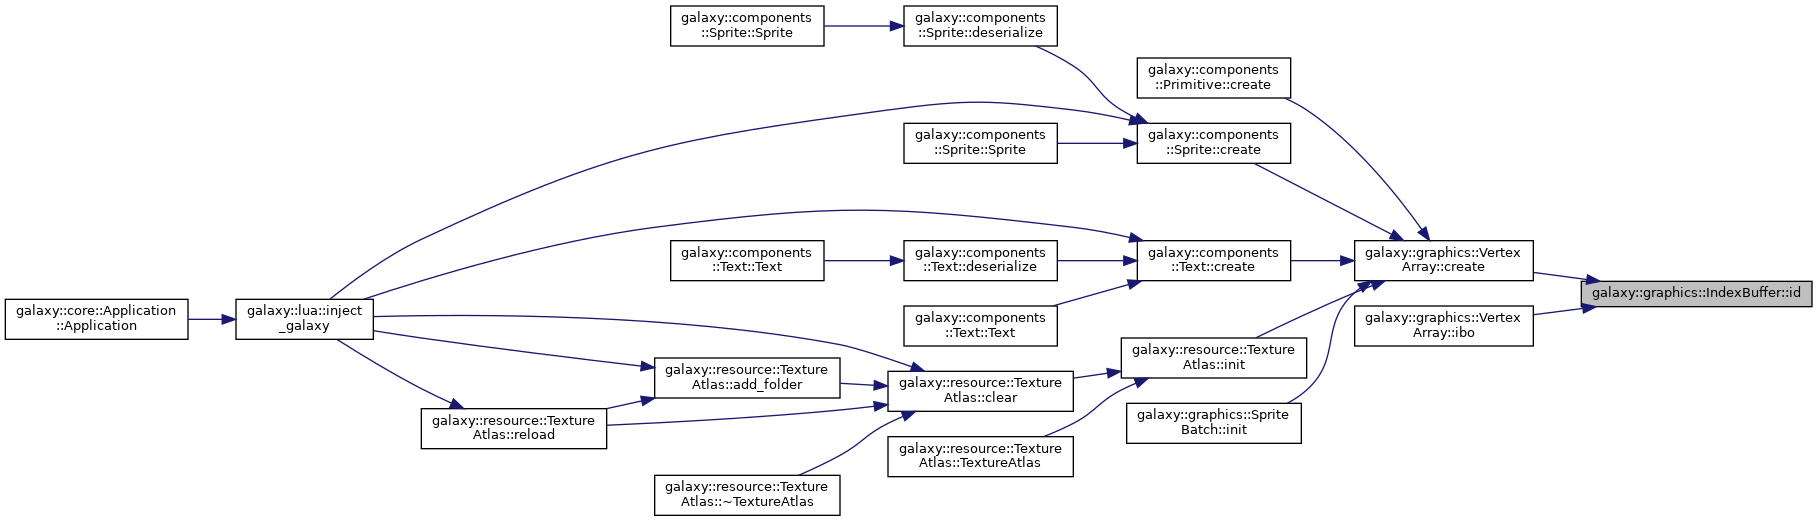 galaxy::components
::Sprite::Sprite
galaxy::components
::Sprite::deserialize
galaxy::components
::Primitive::create
galaxy::components
::Sprite::Sprite
galaxy::components
::Sprite::create
galaxy::components
::Text::Text
galaxy::components
::Text::deserialize
galaxy::components
::Text::create
galaxy::graphics::Vertex
Array::create
galaxy::graphics::IndexBuffer::id
galaxy::core::Application
::Application
galaxy::lua::inject
_galaxy
galaxy::components
::Text::Text
galaxy::graphics::Vertex
Array::ibo
galaxy::resource::Texture
Atlas::init
galaxy::resource::Texture
Atlas::add_folder
galaxy::resource::Texture
Atlas::clear
galaxy::resource::Texture
Atlas::reload
galaxy::graphics::Sprite
Batch::init
galaxy::resource::Texture
Atlas::TextureAtlas
galaxy::resource::Texture
Atlas::~TextureAtlas